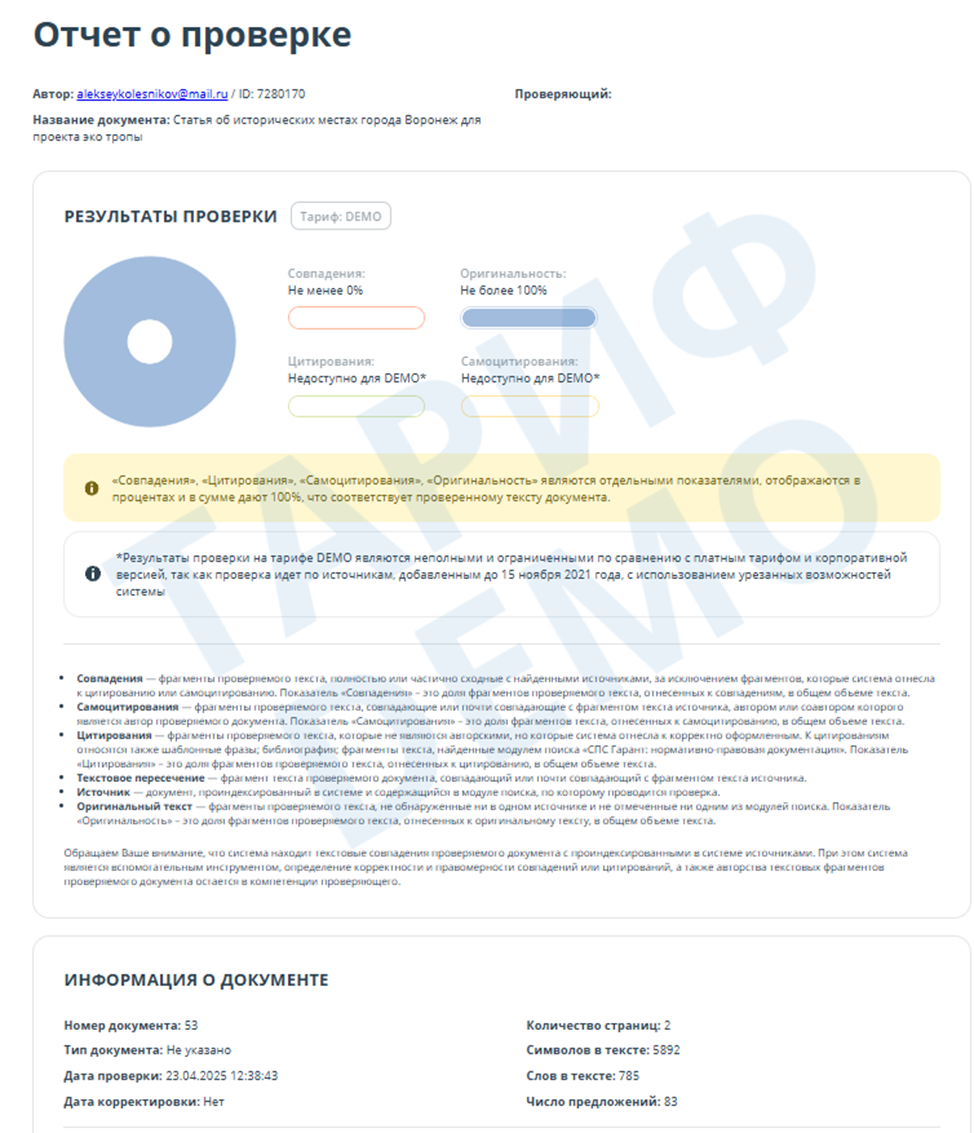 Отчет о проверке
Автор: alekseykolesnikov@mail.ru / ID: 7280170
Проверяющий:
Название документа: Статья об исторических местах города Воронеж для
проекта эко тропы
РЕЗУЛЬТАТЫ ПРОВЕРКИ
Тариф: DEMO
Совпадения:
Не менее 0%
Оригинальность:
Не более 100%
Цитирования:
Недоступно для DEMO*
Самоцитирования:
Недоступно для DEMO*
«Совпадения», «Цитирования», «Самоцитирования», «Оригинальность» являются отдельными показателями, отображаются в
процентах и в сумме дают 100%, что соответствует проверенному тексту документа.
*Результаты проверки на тарифе DEMO являются неполными и ограниченными по сравнению с платным тарифом и корпоративной
версией, так как проверка идет по источникам, добавленным до 15 ноября 2021 года, с использованием урезанных возможностей
системы
ТАРИФ
ДЕМО
• Совпадения — фрагменты проверяемого текста, полностью или частично сходные с найденными источниками, за исключением фрагментов, которые система отнесла
к цитированию или самоцитированию. Показатель «Совпадения» – это доля фрагментов проверяемого текста, отнесенных к совпадениям, в общем объеме текста.
• Самоцитирования — фрагменты проверяемого текста, совпадающие или почти совпадающие с фрагментом текста источника, автором или соавтором которого
является автор проверяемого документа. Показатель «Самоцитирования» – это доля фрагментов текста, отнесенных к самоцитированию, в общем объеме текста.
• Цитирования — фрагменты проверяемого текста, которые не являются авторскими, но которые система отнесла к корректно оформленным. К цитированиям
относятся также шаблонные фразы; библиография; фрагменты текста, найденные модулем поиска «СПС Гарант: нормативно-правовая документация». Показатель
«Цитирования» – это доля фрагментов проверяемого текста, отнесенных к цитированию, в общем объеме текста.
• Текстовое пересечение — фрагмент текста проверяемого документа, совпадающий или почти совпадающий с фрагментом текста источника.
• Источник — документ, проиндексированный в системе и содержащийся в модуле поиска, по которому проводится проверка.
• Оригинальный текст — фрагменты проверяемого текста, не обнаруженные ни в одном источнике и не отмеченные ни одним из модулей поиска. Показатель
«Оригинальность» – это доля фрагментов проверяемого текста, отнесенных к оригинальному тексту, в общем объеме текста.
Обращаем Ваше внимание, что система находит текстовые совпадения проверяемого документа с проиндексированными в системе источниками. При этом система
является вспомогательным инструментом, определение корректности и правомерности совпадений или цитирований, а также авторства текстовых фрагментов
проверяемого документа остается в компетенции проверяющего.
ИНФОРМАЦИЯ О ДОКУМЕНТЕ
Номер документа: 53
Количество страниц: 2
Тип документа: Не указано
Символов в тексте: 5892
Дата проверки: 23.04.2025 12:38:43
Слов в тексте: 785
Дата корректировки: Нет
Число предложений: 83